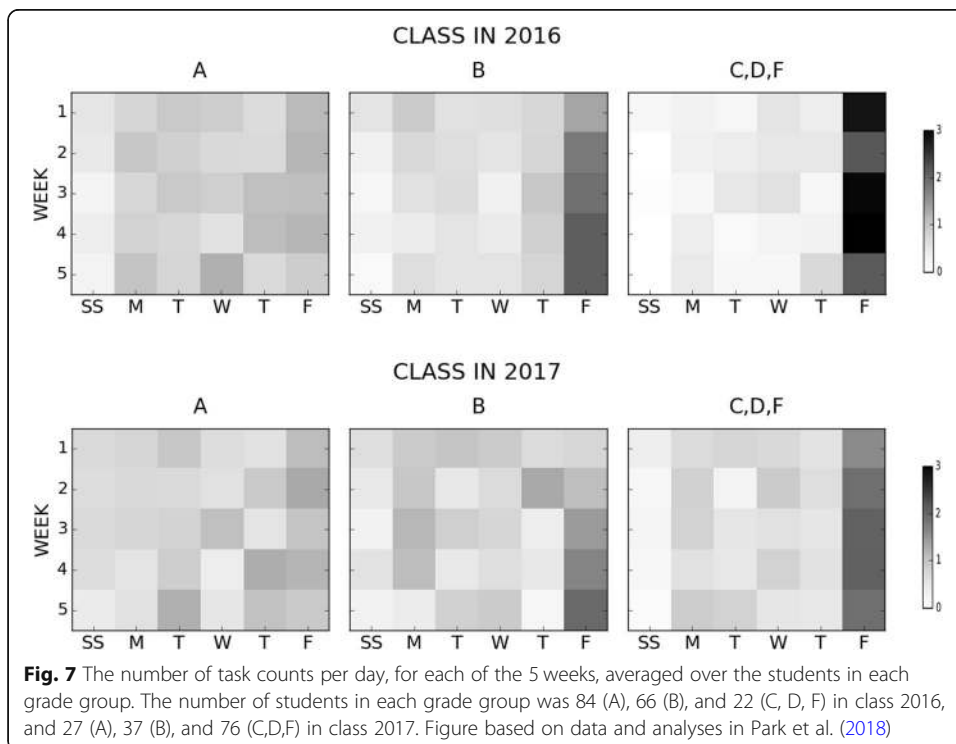 CLASS IN 2016
A B C,D,F
WEEK
1
2
3
4
5
SS M T W T F SS M T W T F SS M T W T F
3
2
1
0
CLASS IN 2017
A B C,D,F
WEEK
1
2
3
4
5
SS M T W T F SS M T W T F SS M T W T F
3
2
1
0
Fig. 7 The number of task counts per day, for each of the 5 weeks, averaged over the students in each
grade group. The number of students in each grade group was 84 (A), 66 (B), and 22 (C, D, F) in class 2016,
and 27 (A), 37 (B), and 76 (C,D,F) in class 2017. Figure based on data and analyses in Park et al. (2018)